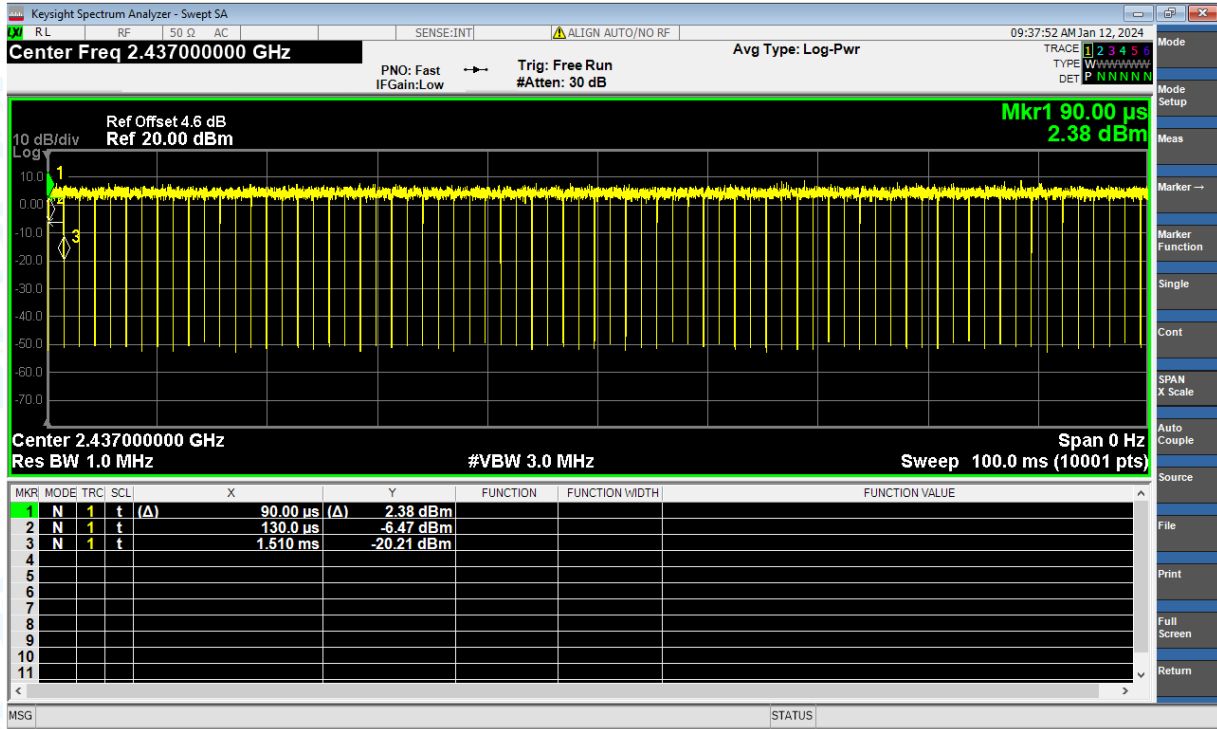 Keysight Spectrum Analyzer - Swept SA
LXI RL RF 50 Ω AC SENSE:INT ALIGN AUTO/NO RF 09:37:52 AM Jan 12, 2024
Center Freq 2.437000000 GHz
Avg Type: Log-Pwr
TRACE 1 2 3 4 5 6
TYPE WWWWWWW
DET P N N N N N
PNO: Fast
IFGain:Low
Trig: Free Run
#Atten: 30 dB
Mkr1 90.00 µs
2.38 dBm
Ref Offset 4.6 dB
10 dB/div Ref 20.00 dBm
Log
1
2
3
10.0
0.00
-10.0
-20.0
-30.0
-40.0
-50.0
-60.0
-70.0
Center 2.437000000 GHz Span 0 Hz
Res BW 1.0 MHz #VBW 3.0 MHz Sweep 100.0 ms (10001 pts)
MKR MODE TRC SCL X Y FUNCTION FUNCTION WIDTH FUNCTION VALUE
1 N 1 t (Δ) 90.00 µs (Δ) 2.38 dBm
2 N 1 t 130.0 µs -6.47 dBm
3 N 1 t 1.510 ms -20.21 dBm
4
5
6
7
8
9
10
11
MSG STATUS
Mode
Mode Setup
Meas
Marker →
Marker Function
Single
Cont
SPAN X Scale
Auto Couple
Source
File
Print
Full Screen
Return